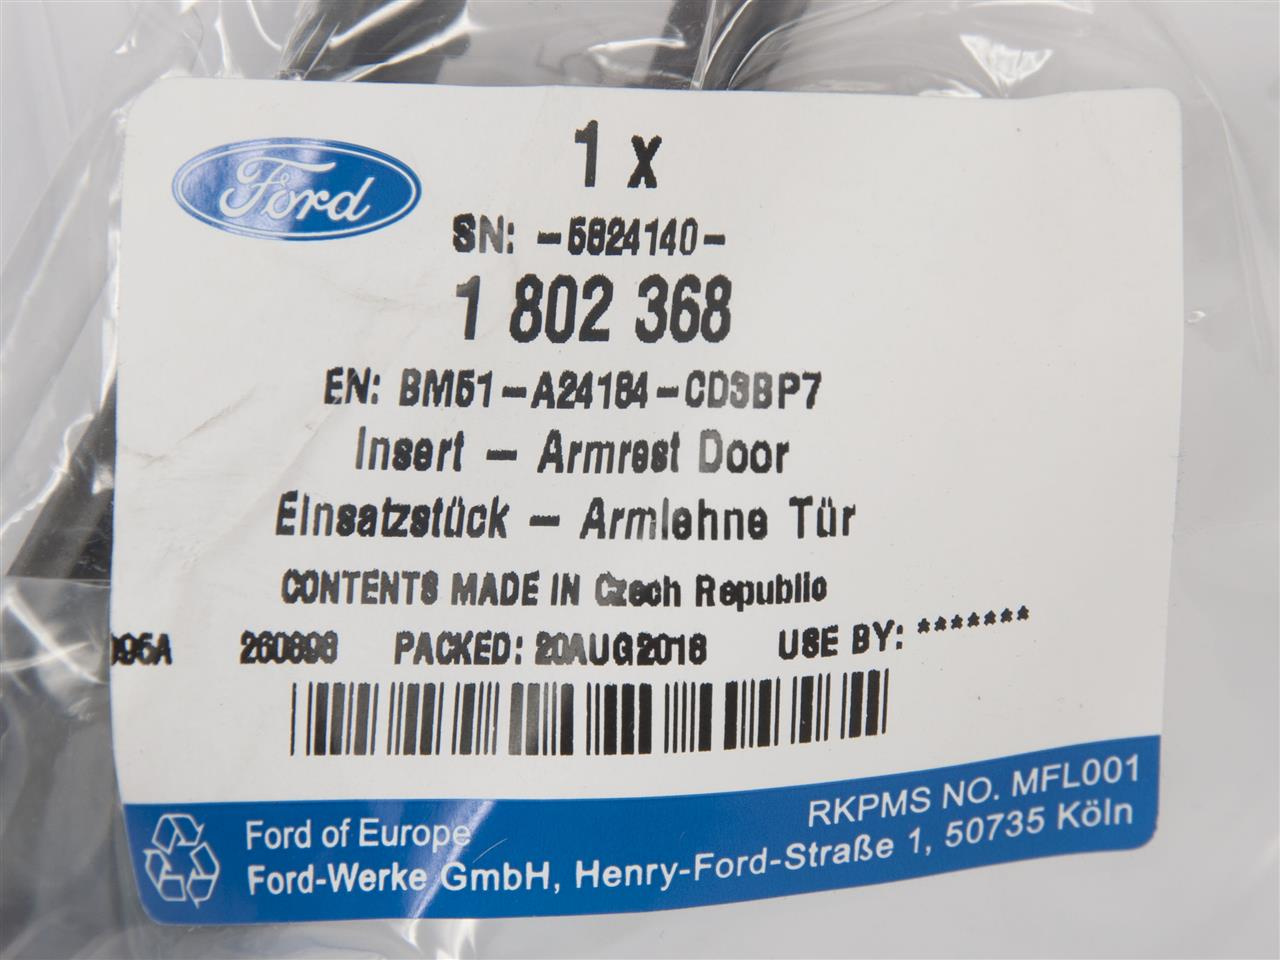 Ford
1 x
SN: -5824140-
1 802 368
EN: BM51-A24184-CD3BP7
Insert - Armrest Door
Einsatzstück - Armlehne Tür
CONTENTS MADE IN Czech Republic
095A 260898 PACKED: 20AUG2018 USE BY: *******
RKPMS NO. MFL001
Ford of Europe
Ford-Werke GmbH, Henry-Ford-Straße 1, 50735 Köln